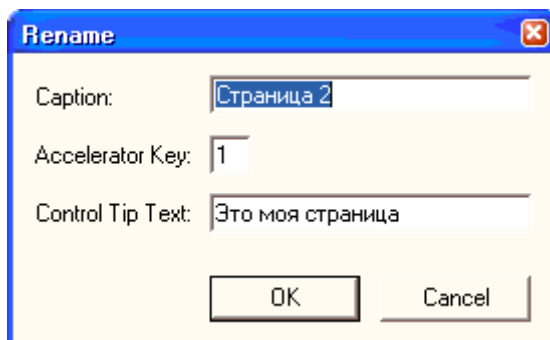 Rename
Caption: Страница 2
Accelerator Key: 1
Control Tip Text: Это моя страница
OK Cancel